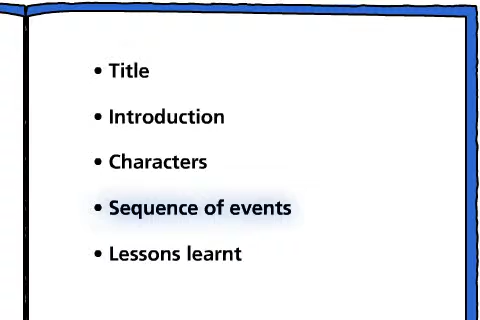 • Title
• Introduction
• Characters
• Sequence of events
• Lessons learnt